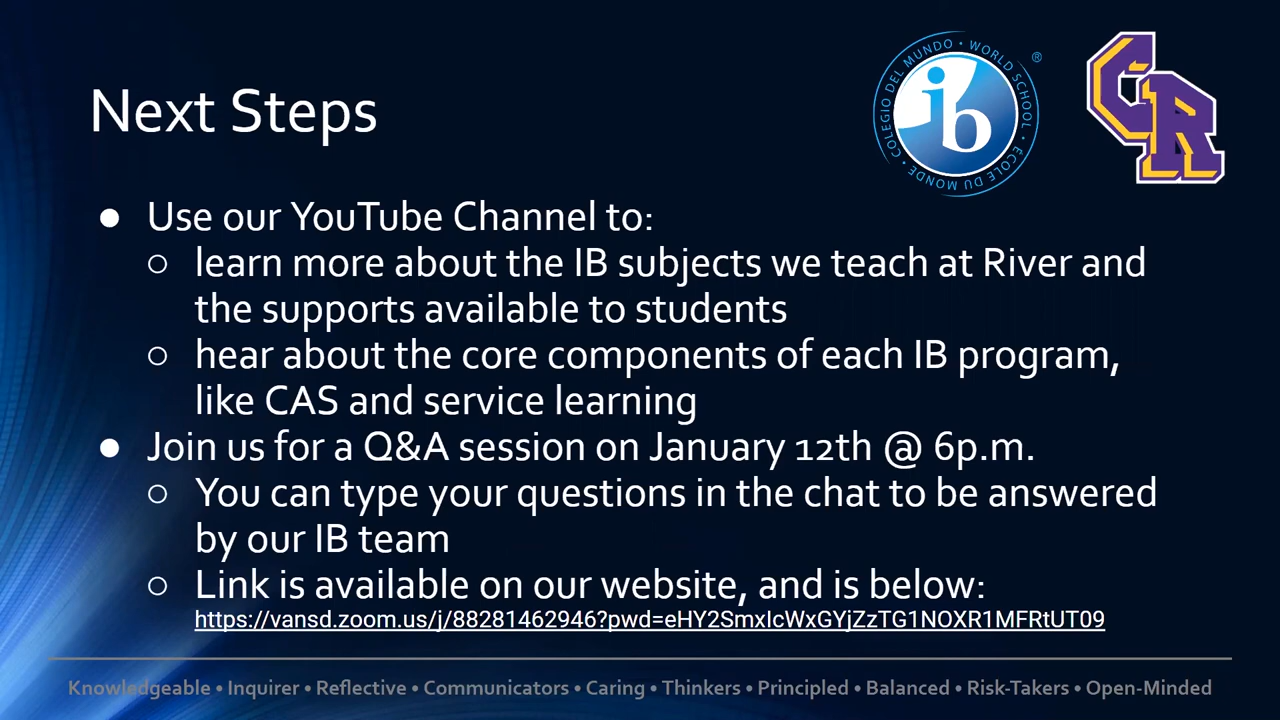 Next Steps
COLEGIO DEL MUNDO • WORLD SCHOOL • ÉCOLE DU MONDE •
ib
®
CR
● Use our YouTube Channel to:
○ learn more about the IB subjects we teach at River and
the supports available to students
○ hear about the core components of each IB program,
like CAS and service learning
● Join us for a Q&A session on January 12th @ 6p.m.
○ You can type your questions in the chat to be answered
by our IB team
○ Link is available on our website, and is below:
https://vansd.zoom.us/j/88281462946?pwd=eHY2SmxIcWxGYjZzTG1NOXR1MFRtUT09
Knowledgeable • Inquirer • Reflective • Communicators • Caring • Thinkers • Principled • Balanced • Risk-Takers • Open-Minded